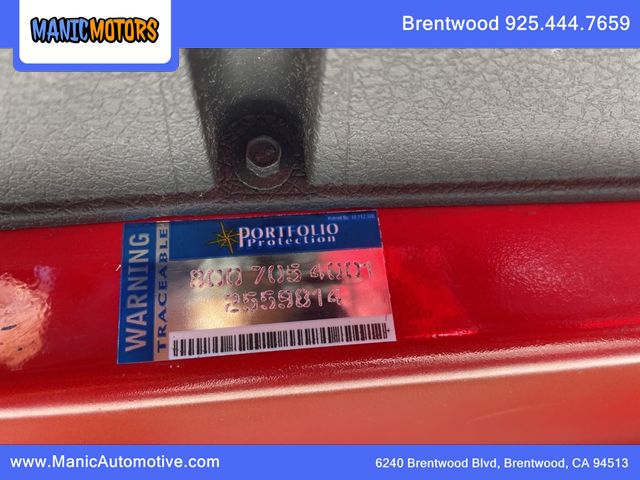 MANICMOTORS
Brentwood 925.444.7659
PORTFOLIO
Protection
WARNING
TRACEABLE
800 705 4001
2559814
www.ManicAutomotive.com
6240 Brentwood Blvd, Brentwood, CA 94513